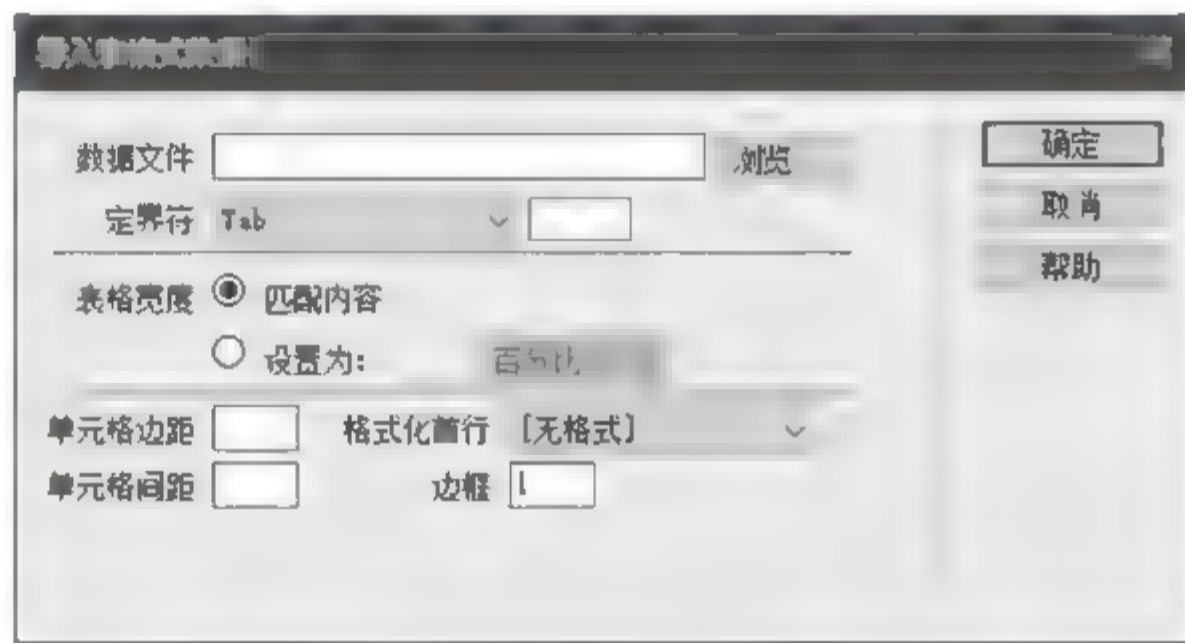 数据文件 浏览
定界符 Tab
表格宽度 匹配内容
设置为: 百分比
单元格边距 格式化首行 [无格式]
单元格间距 边框 1
确定
取消
帮助